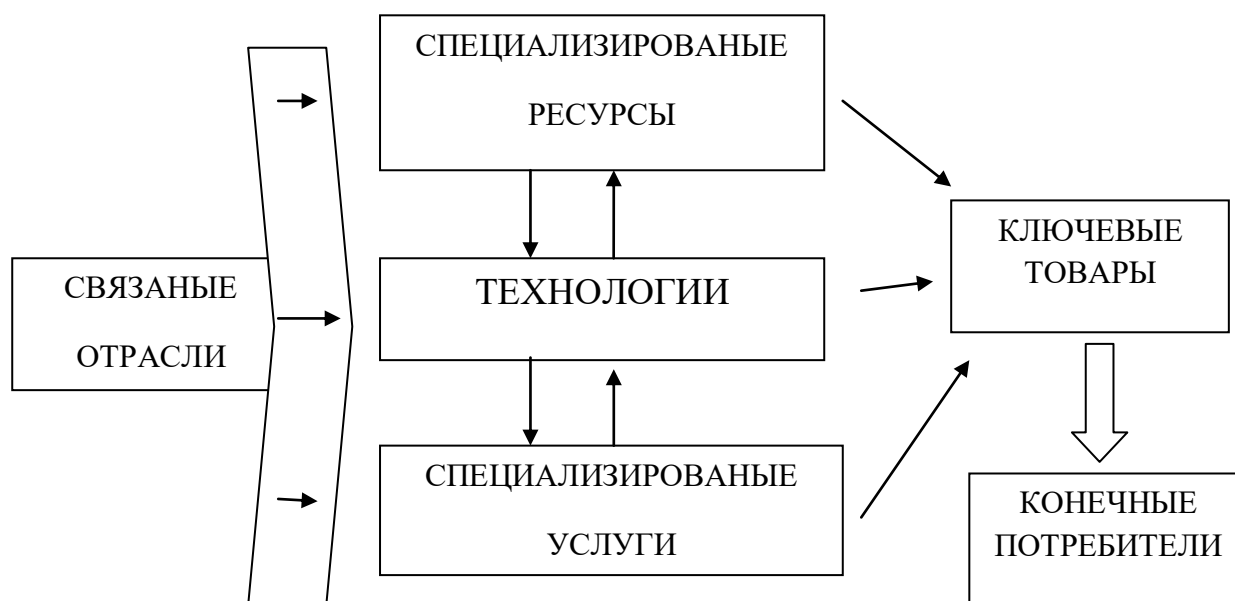 СПЕЦИАЛИЗИРОВАНЫЕ
РЕСУРСЫ
СВЯЗАНЫЕ
ОТРАСЛИ
ТЕХНОЛОГИИ
КЛЮЧЕВЫЕ
ТОВАРЫ
СПЕЦИАЛИЗИРОВАНЫЕ
УСЛУГИ
КОНЕЧНЫЕ
ПОТРЕБИТЕЛИ